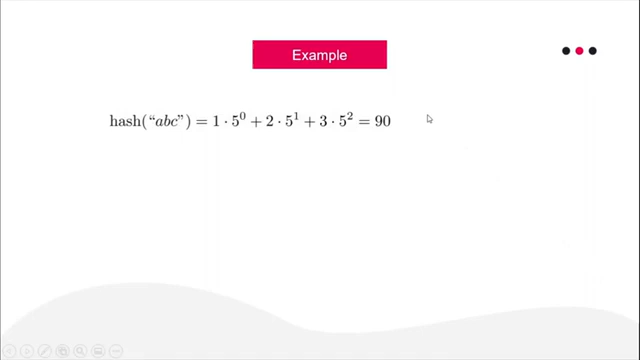 Example
hash(“abc”) = 1 · 5⁰ + 2 · 5¹ + 3 · 5² = 90